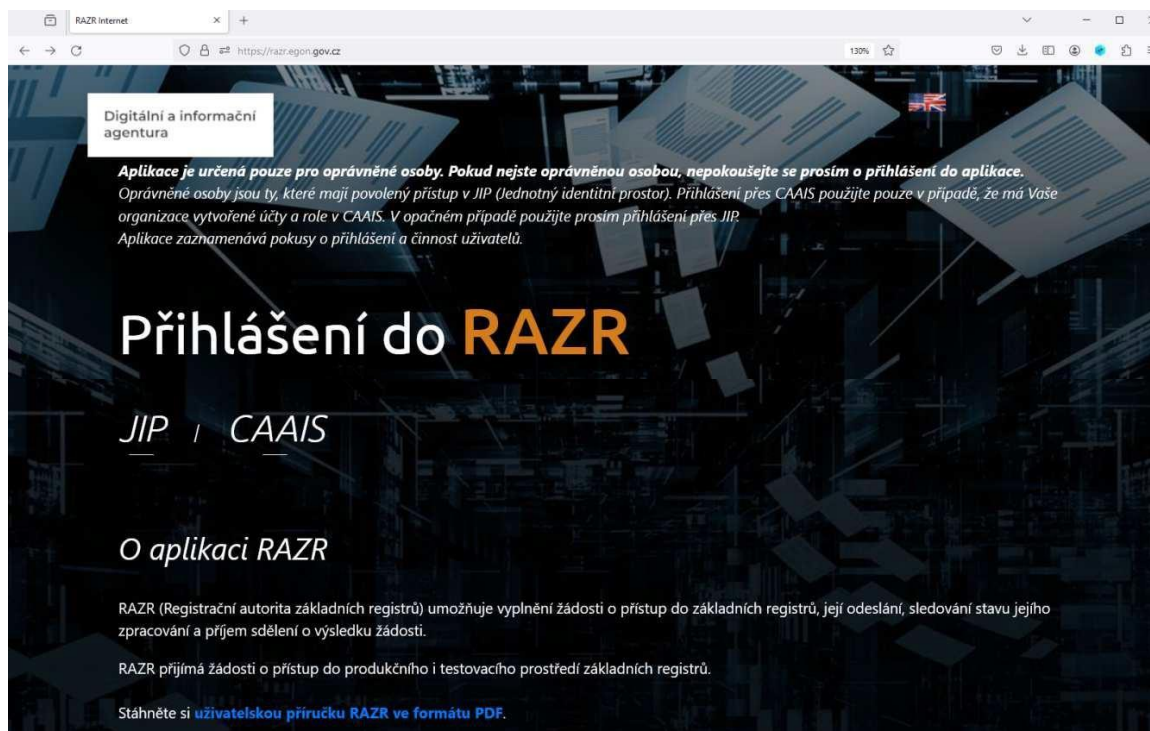 RAZR Internet
https://razr.egon.gov.cz
130%
Digitální a informační
agentura
Aplikace je určená pouze pro oprávněné osoby. Pokud nejste oprávněnou osobou, nepokoušejte se prosím o přihlášení do aplikace.
Oprávněné osoby jsou ty, které mají povolený přístup v JIP (Jednotný identitní prostor). Přihlášení přes CAAIS použijte pouze v případě, že má Vaše
organizace vytvořené účty a role v CAAIS. V opačném případě použijte prosím přihlášení přes JIP.
Aplikace zaznamenává pokusy o přihlášení a činnost uživatelů.
Přihlášení do RAZR
JIP / CAAIS
O aplikaci RAZR
RAZR (Registrační autorita základních registrů) umožňuje vyplnění žádosti o přístup do základních registrů, její odeslání, sledování stavu jejího
zpracování a příjem sdělení o výsledku žádosti.
RAZR přijímá žádosti o přístup do produkčního i testovacího prostředí základních registrů.
Stáhněte si uživatelskou příručku RAZR ve formátu PDF.